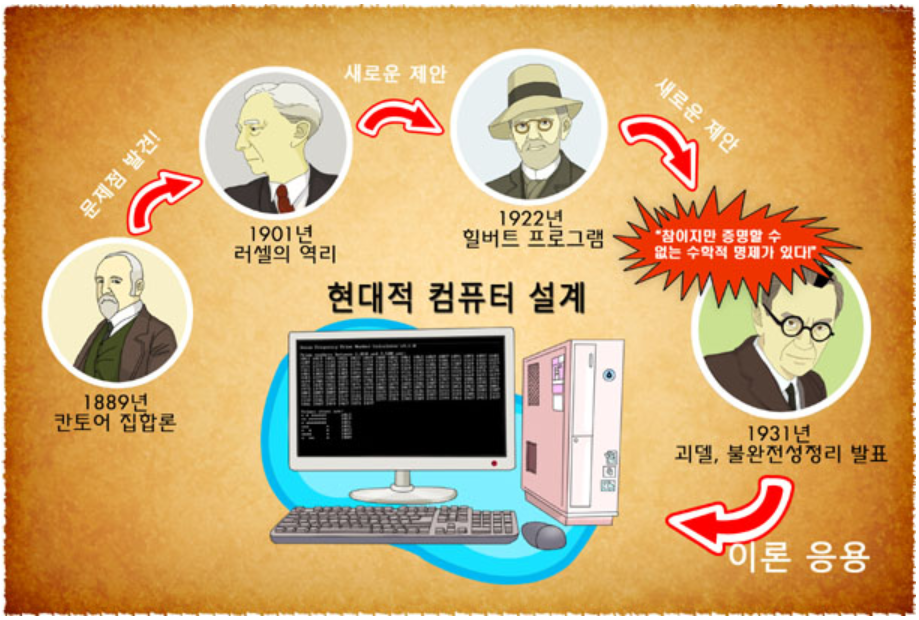 문제점 발견!
새로운 제안
새로운 제안
1889년
칸토어 집합론
1901년
러셀의 역리
1922년
힐버트 프로그램
"참이지만 증명할 수
없는 수학적 명제가 있다!"
1931년
괴델, 불완전성정리 발표
이론 응용
현대적 컴퓨터 설계